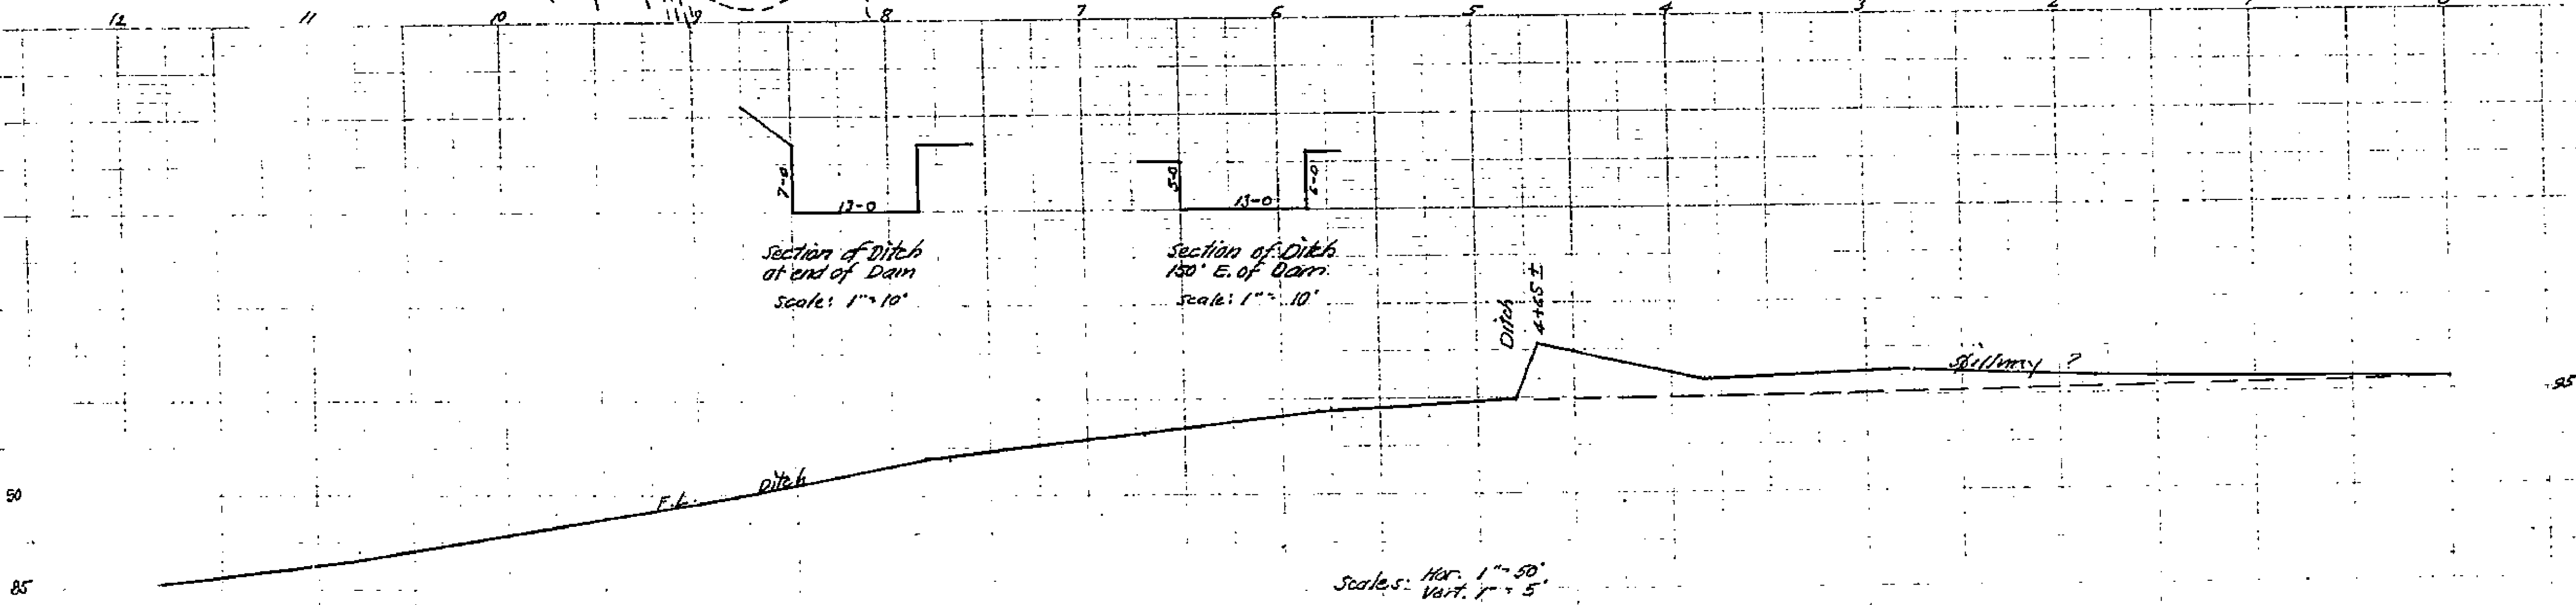 12 11 10 9 8 7 6 5 4 3 2
7-0
13-0
5-0
13-0
6-0
Section of Ditch
at end of Dam
Scale: 1"=10'
Section of Ditch
150' E. of Dam
Scale: 1"= 10'
Ditch
4+65 ±
Spillway ?
95
Ditch
F.L.
50
85
Scales: Hor. 1"=50'
Vert. 1"= 5'